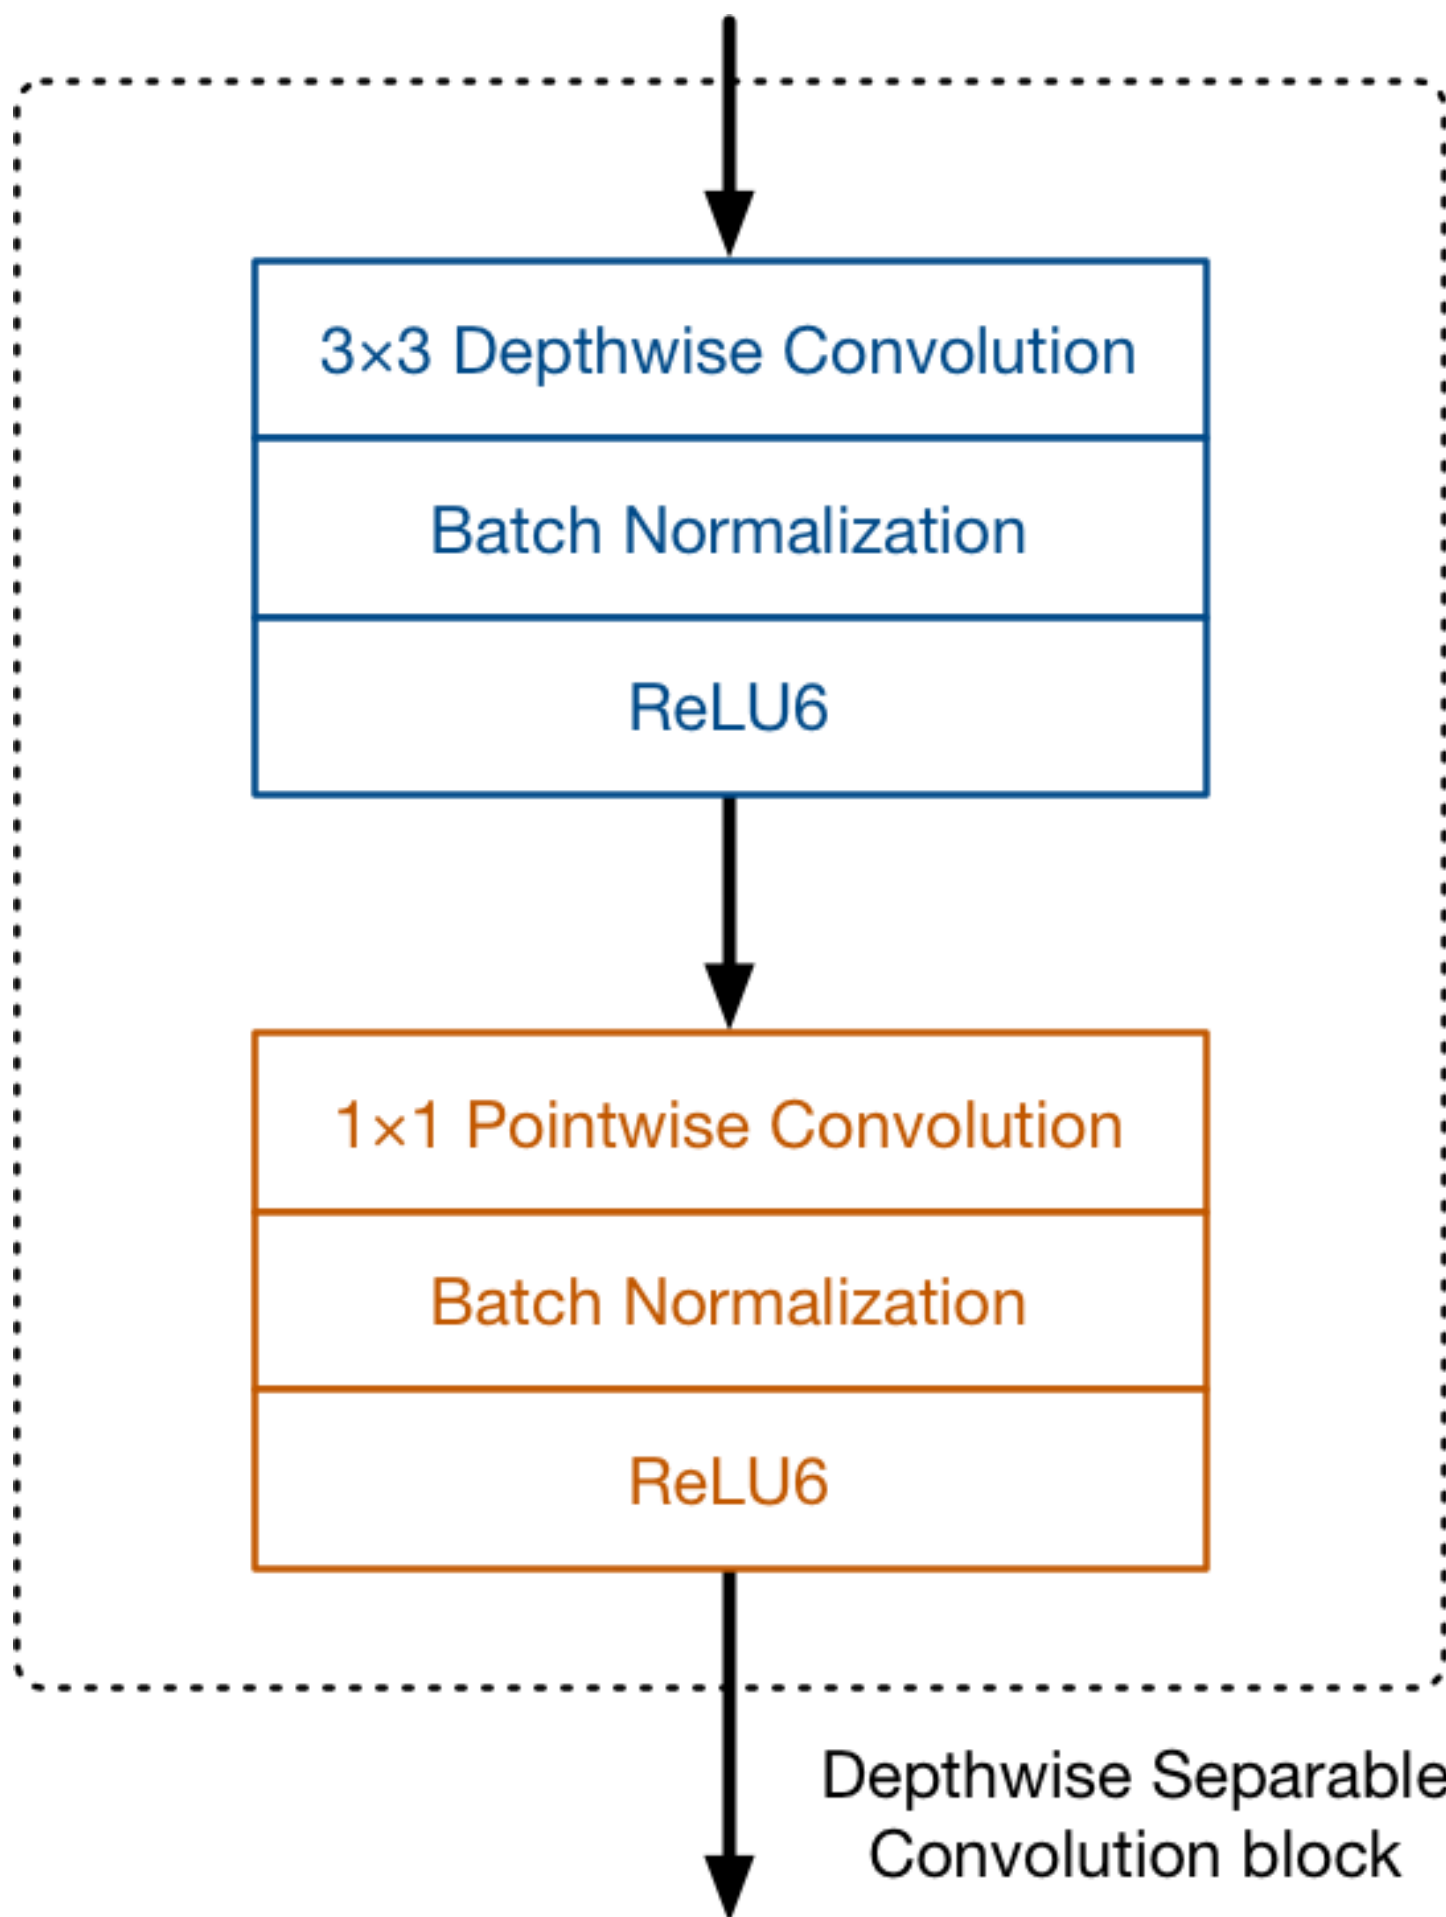 3×3 Depthwise Convolution
Batch Normalization
ReLU6
1×1 Pointwise Convolution
Batch Normalization
ReLU6
Depthwise Separable
Convolution block